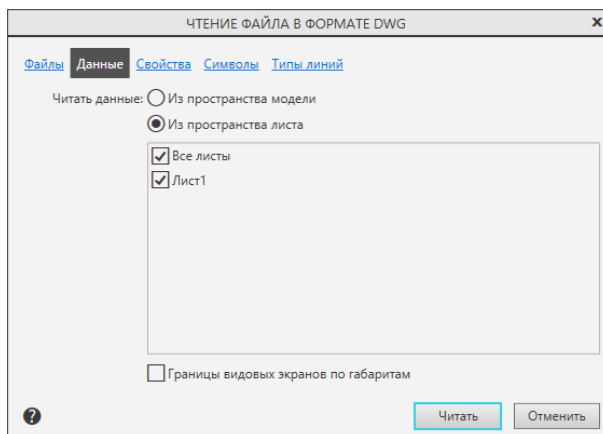 ЧТЕНИЕ ФАЙЛА В ФОРМАТЕ DWG x
Файлы Данные Свойства Символы Типы линий
Читать данные: Из пространства модели
Из пространства листа
Все листы
Лист1
Границы видовых экранов по габаритам
? Читать Отменить